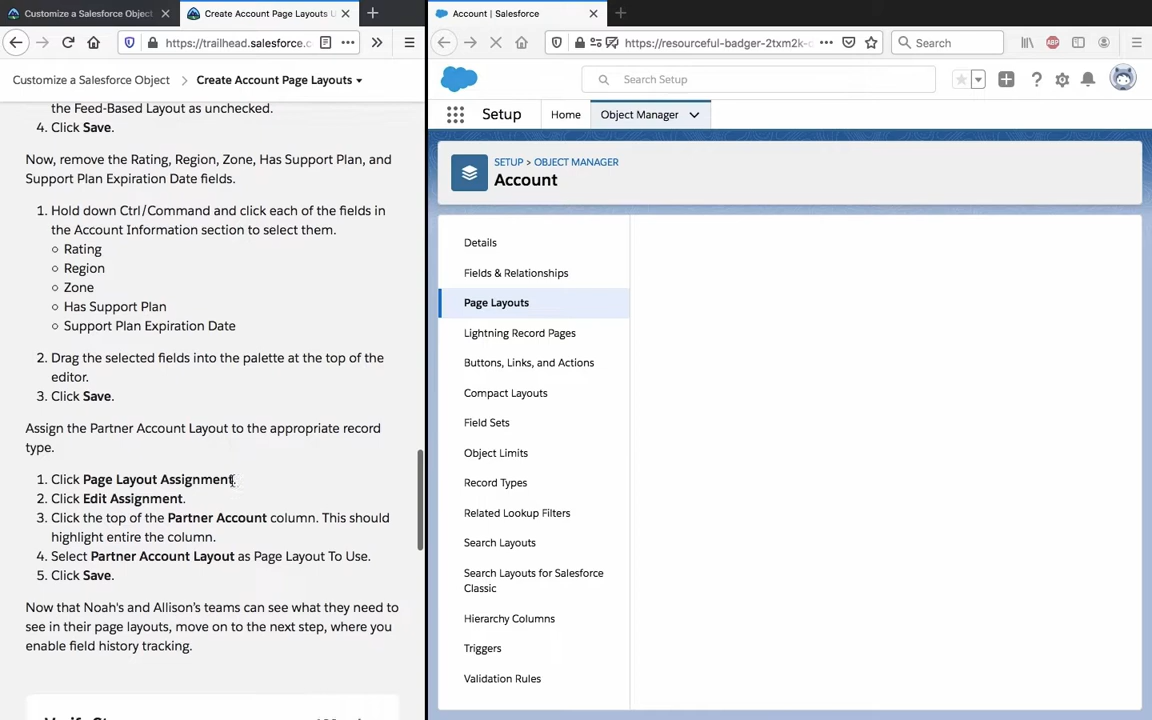 Customize a Salesforce Object
Create Account Page Layouts U
Account | Salesforce
https://trailhead.salesforce.c
https://resourceful-badger-2txm2k-c
Search
ABP
Customize a Salesforce Object
Create Account Page Layouts
Search Setup
Setup
Home
Object Manager
the Feed-Based Layout as unchecked.
4. Click Save.
Now, remove the Rating, Region, Zone, Has Support Plan, and
Support Plan Expiration Date fields.
1. Hold down Ctrl/Command and click each of the fields in
the Account Information section to select them.
Rating
Region
Zone
Has Support Plan
Support Plan Expiration Date
2. Drag the selected fields into the palette at the top of the
editor.
3. Click Save.
Assign the Partner Account Layout to the appropriate record
type.
1. Click Page Layout Assignment.
2. Click Edit Assignment.
3. Click the top of the Partner Account column. This should
highlight entire the column.
4. Select Partner Account Layout as Page Layout To Use.
5. Click Save.
Now that Noah's and Allison's teams can see what they need to
see in their page layouts, move on to the next step, where you
enable field history tracking.
SETUP > OBJECT MANAGER
Account
Details
Fields & Relationships
Page Layouts
Lightning Record Pages
Buttons, Links, and Actions
Compact Layouts
Field Sets
Object Limits
Record Types
Related Lookup Filters
Search Layouts
Search Layouts for Salesforce
Classic
Hierarchy Columns
Triggers
Validation Rules